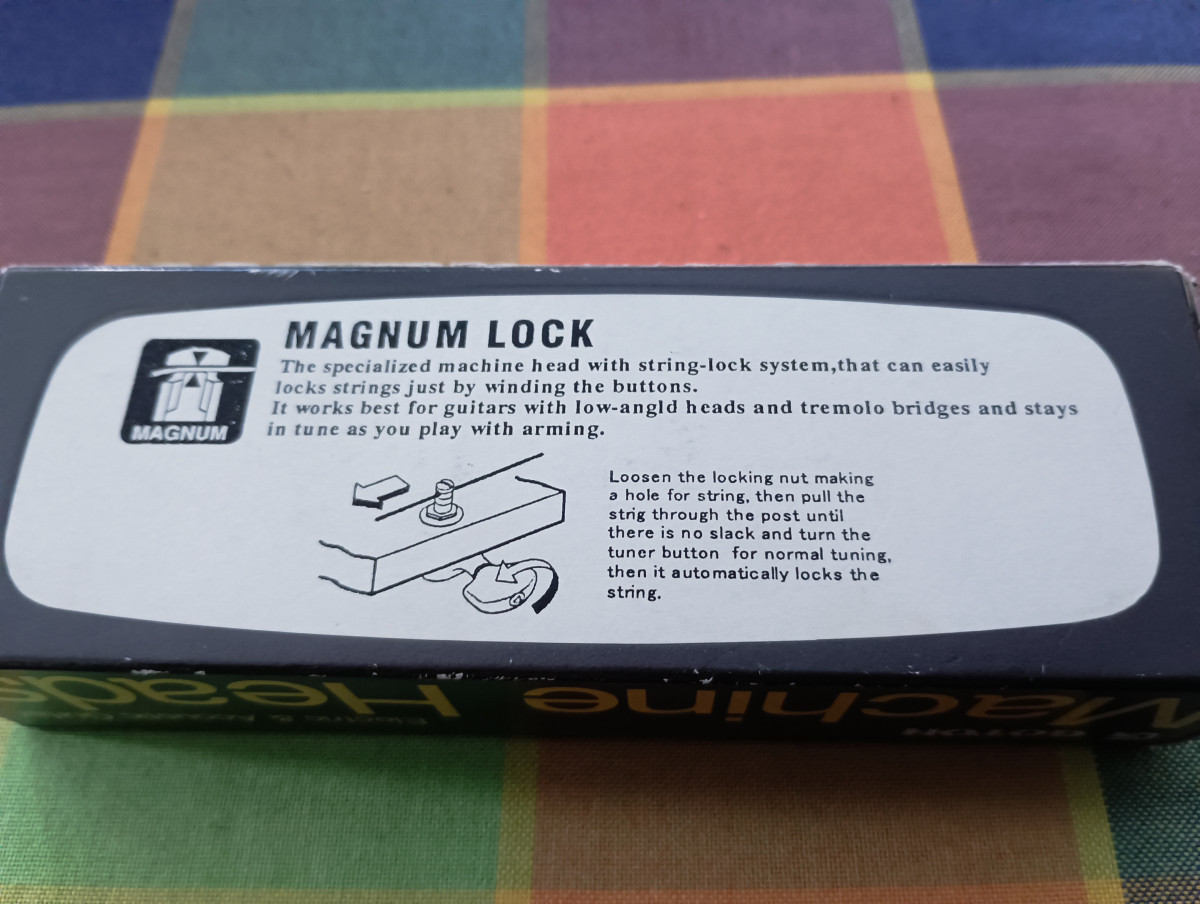 MAGNUM LOCK
The specialized machine head with string-lock system,that can easily
locks strings just by winding the buttons.
It works best for guitars with low-angld heads and tremolo bridges and stays
in tune as you play with arming.
MAGNUM
Loosen the locking nut making
a hole for string, then pull the
strig through the post until
there is no slack and turn the
tuner button for normal tuning,
then it automatically locks the
string.
Machine Heads
GOTOH
Electric &